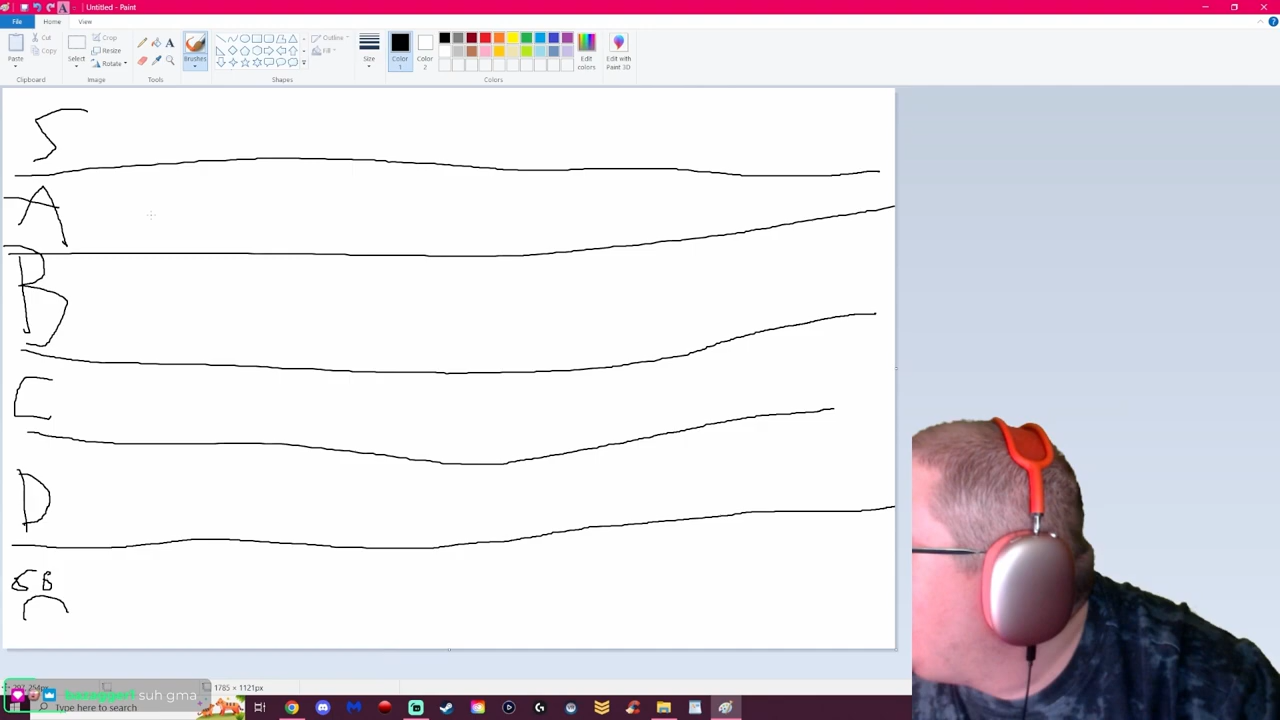 Untitled - Paint
File Home View
Paste
Cut
Copy
Clipboard
Select
Crop
Resize
Rotate
Image
Tools
Brushes
Outline
Fill
Shapes
Size
Color 1
Color 2
Edit colors
Colors
Edit with Paint 3D
S
A
B
C
D
suh gma
1785 × 1121px
Type here to search